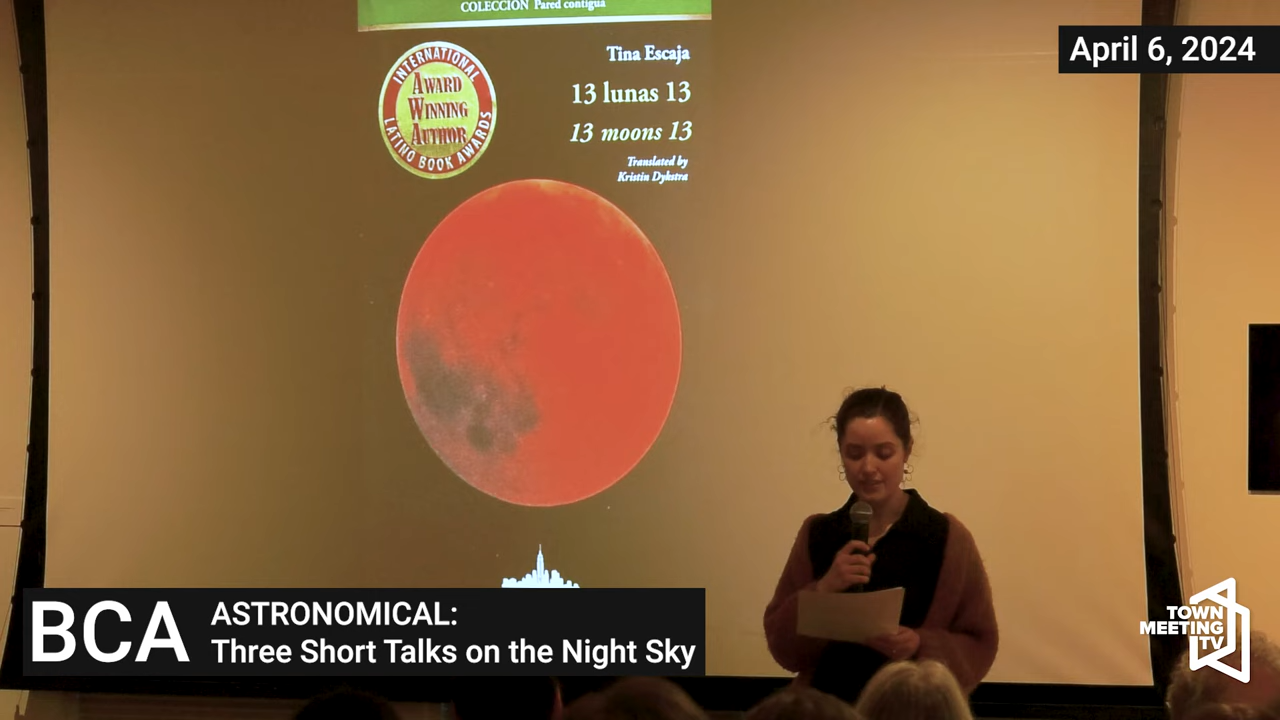 COLECCIÓN Pared contigua
INTERNATIONAL
AWARD
WINNING
AUTHOR
LATINO BOOK AWARDS
Tina Escaja
13 lunas 13
13 moons 13
Translated by
Kristin Dykstra
April 6, 2024
BCA
ASTRONOMICAL:
Three Short Talks on the Night Sky
TOWN
MEETING
TV